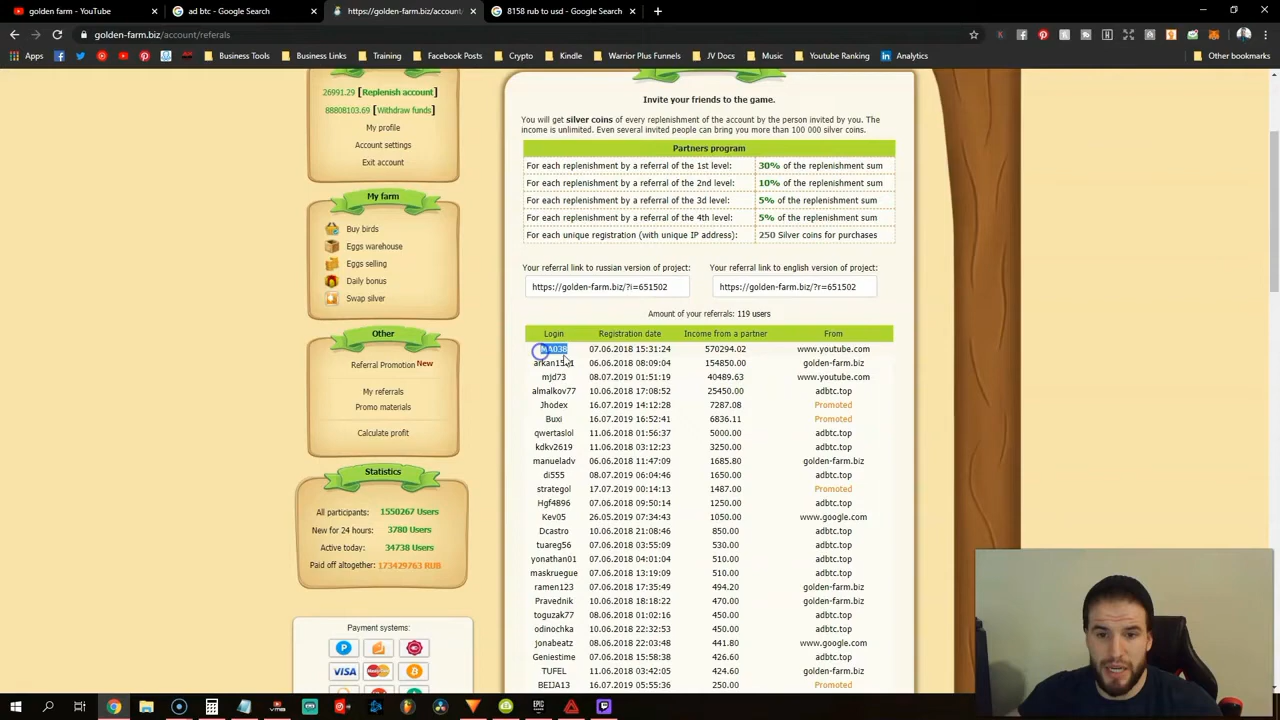 golden farm - YouTube
ad btc - Google Search
https://golden-farm.biz/account/
8158 rub to usd - Google Search
golden-farm.biz/account/referals
Apps
Business Tools
Business Links
Training
Facebook Posts
Crypto
Kindle
Warrior Plus Funnels
JV Docs
Music
Youtube Ranking
Analytics
Other bookmarks
26991.29 [Replenish account]
88808103.69 [Withdraw funds]
My profile
Account settings
Exit account
My farm
Buy birds
Eggs warehouse
Eggs selling
Daily bonus
Swap silver
Other
Referral Promotion New
My referrals
Promo materials
Calculate profit
Statistics
All participants: 1550267 Users
New for 24 hours: 3780 Users
Active today: 34738 Users
Paid off altogether: 173429763 RUB
Payment systems:
VISA
Invite your friends to the game.
You will get silver coins of every replenishment of the account by the person invited by you. The
income is unlimited. Even several invited people can bring you more than 100 000 silver coins.
Partners program
For each replenishment by a referral of the 1st level: 30% of the replenishment sum
For each replenishment by a referral of the 2nd level: 10% of the replenishment sum
For each replenishment by a referral of the 3d level: 5% of the replenishment sum
For each replenishment by a referral of the 4th level: 5% of the replenishment sum
For each unique registration (with unique IP address): 250 Silver coins for purchases
Your referral link to russian version of project:
https://golden-farm.biz/?i=651502
Your referral link to english version of project:
https://golden-farm.biz/?r=651502
Amount of your referrals: 119 users
Login Registration date Income from a partner From
07.06.2018 15:31:24 570294.02 www.youtube.com
06.06.2018 08:09:04 154850.00 golden-farm.biz
mjd73 08.07.2019 01:51:19 40489.63 www.youtube.com
almalkov77 10.06.2018 17:08:52 25450.00 adbtc.top
Jhodex 16.07.2019 14:12:28 7287.08 Promoted
Buxi 16.07.2019 16:52:41 6836.11 Promoted
qwertaslol 11.06.2018 01:56:37 5000.00 adbtc.top
kdkv2619 11.06.2018 03:12:23 3250.00 adbtc.top
manueladv 06.06.2018 11:47:09 1685.80 golden-farm.biz
di555 08.07.2019 06:04:46 1650.00 adbtc.top
strategol 17.07.2019 00:14:13 1487.00 Promoted
Hgf4896 07.06.2018 09:50:14 1250.00 adbtc.top
Kev05 26.05.2019 07:34:43 1050.00 www.google.com
Dcastro 10.06.2018 21:08:46 850.00 adbtc.top
tuareg56 07.06.2018 03:55:09 530.00 adbtc.top
yonathan01 07.06.2018 04:01:04 510.00 adbtc.top
maskruegue 07.06.2018 13:19:09 510.00 adbtc.top
ramen123 07.06.2018 17:35:49 494.20 golden-farm.biz
Pravednik 10.06.2018 18:18:22 470.00 golden-farm.biz
toguzak77 08.06.2018 01:02:16 450.00 adbtc.top
odinochka 10.06.2018 22:32:53 450.00 adbtc.top
jonabeatz 08.06.2018 22:03:48 441.80 www.google.com
Geniestime 07.06.2018 15:58:38 426.60 adbtc.top
TUFEL 11.06.2018 03:42:05 424.60 golden-farm.biz
BEIJA13 16.07.2019 05:55:36 250.00 Promoted